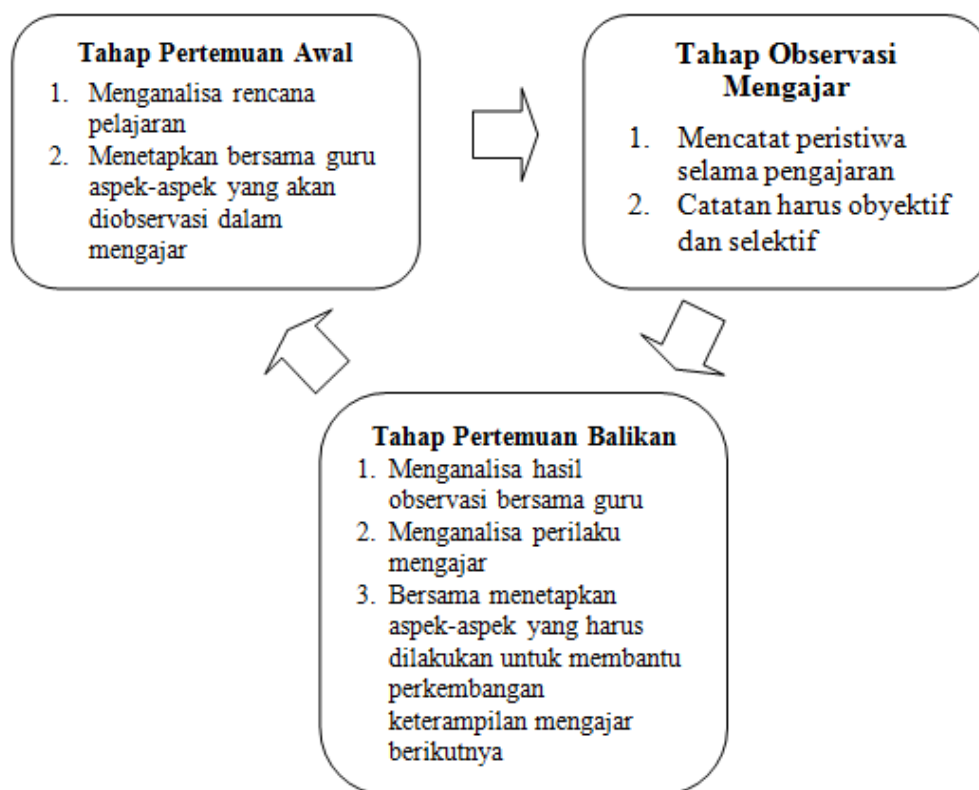 Tahap Pertemuan Awal
1. Menganalisa rencana
pelajaran
2. Menetapkan bersama guru
aspek-aspek yang akan
diobservasi dalam
mengajar
Tahap Observasi
Mengajar
1. Mencatat peristiwa
selama pengajaran
2. Catatan harus obyektif
dan selektif
Tahap Pertemuan Balikan
1. Menganalisa hasil
observasi bersama guru
2. Menganalisa perilaku
mengajar
3. Bersama menetapkan
aspek-aspek yang harus
dilakukan untuk membantu
perkembangan
keterampilan mengajar
berikutnya